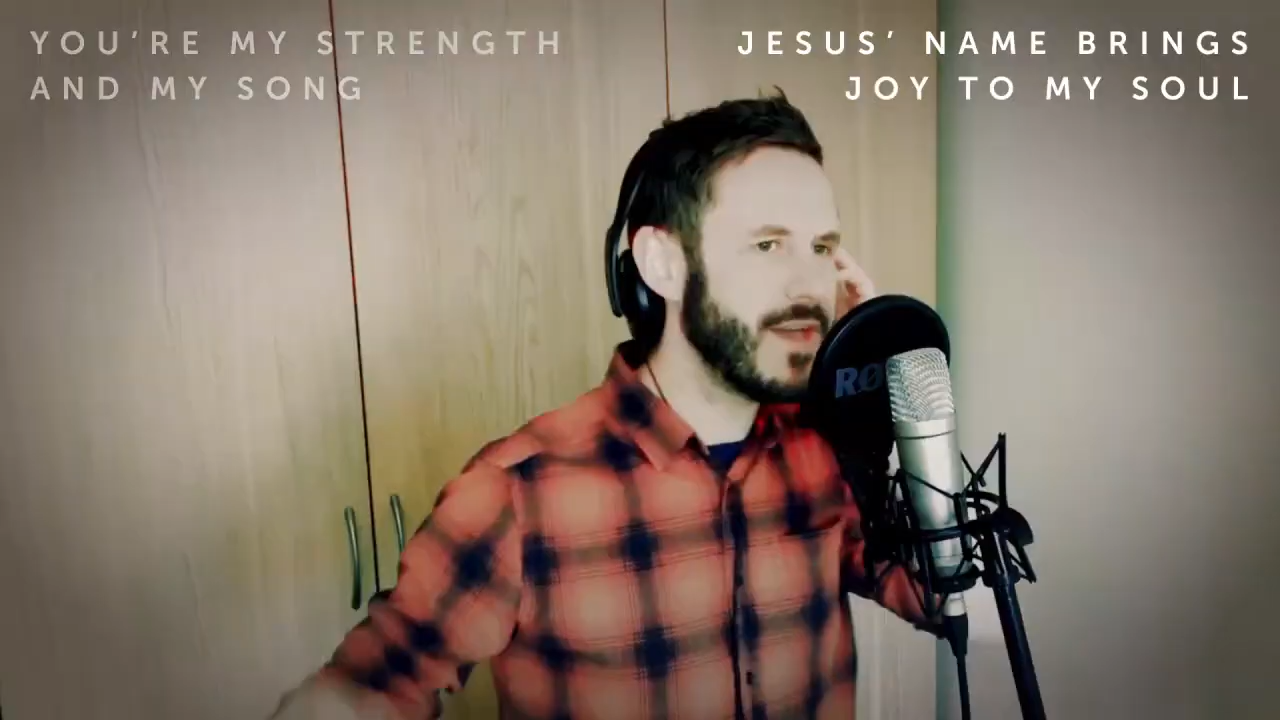 YOU'RE MY STRENGTH
AND MY SONG
JESUS' NAME BRINGS
JOY TO MY SOUL